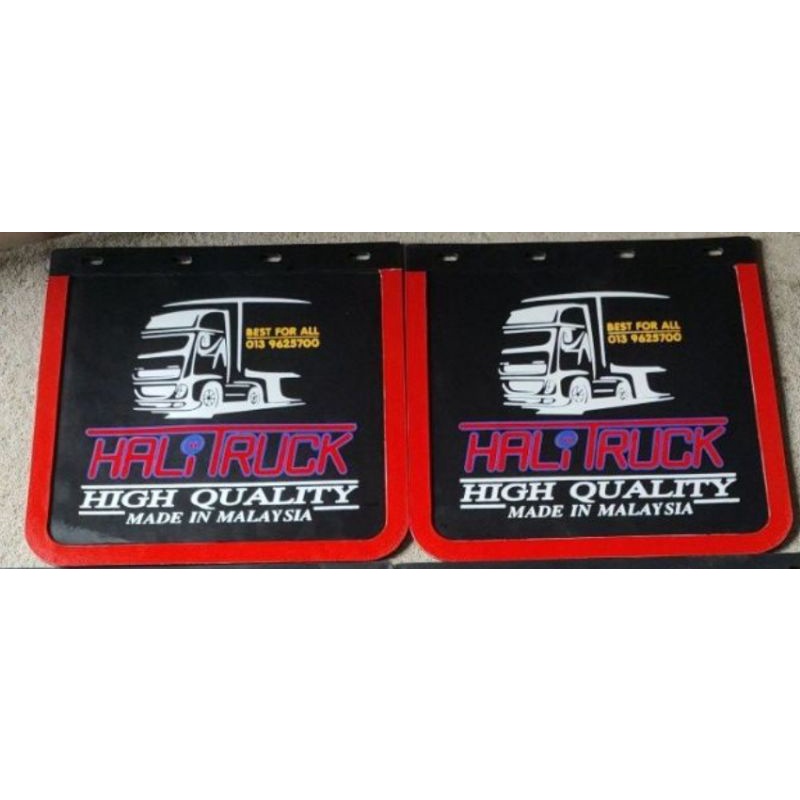 BEST FOR ALL
013 9625700
HALi TRUCK
HIGH QUALITY
MADE IN MALAYSIA
BEST FOR ALL
013 9625700
HALi TRUCK
HIGH QUALITY
MADE IN MALAYSIA